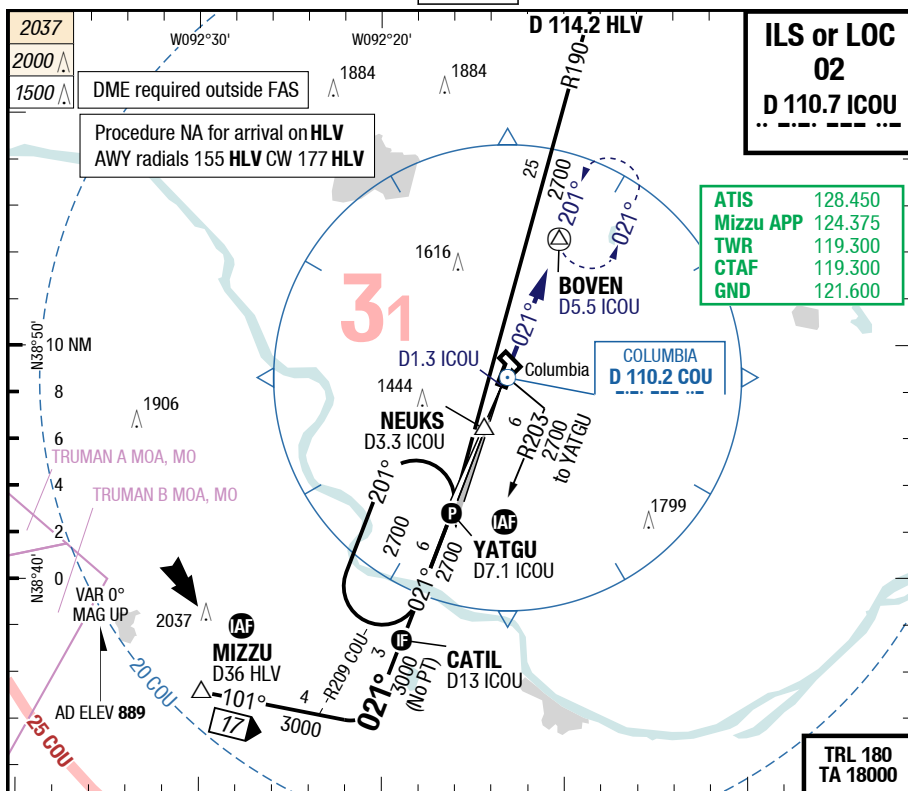 2037
2000
1500
W092°30'
W092°20'
D 114.2 HLV
ILS or LOC
02
D 110.7 ICOU
DME required outside FAS
1884
1884
R190
Procedure NA for arrival on HLV
AWY radials 155 HLV CW 177 HLV
25
2700
201°
021°
ATIS 128.450
Mizzu APP 124.375
TWR 119.300
CTAF 119.300
GND 121.600
1616
31
BOVEN
D5.5 ICOU
021°
N38°50'
10 NM
8
6
4
2
0
N38°40'
D1.3 ICOU
Columbia
COLUMBIA
D 110.2 COU
1444
1906
NEUKS
D3.3 ICOU
6
R203
2700
to YATGU
TRUMAN A MOA, MO
TRUMAN B MOA, MO
201°
2700
1799
P
IAF
YATGU
D7.1 ICOU
6
2700
021°
VAR 0°
MAG UP
2037
IAF
MIZZU
D36 HLV
R209 COU
IF
CATIL
D13 ICOU
3
3000
(No PT)
021°
101°
4
3000
17
20 COU
AD ELEV 889
25 COU
TRL 180
TA 18000